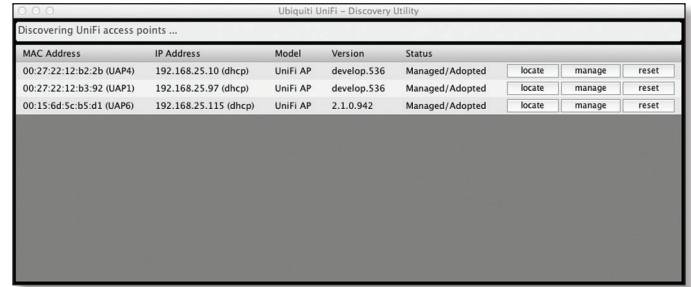 Ubiquiti UniFi – Discovery Utility
Discovering UniFi access points ...
MAC Address IP Address Model Version Status
00:27:22:12:b2:2b (UAP4) 192.168.25.10 (dhcp) UniFi AP develop.536 Managed/Adopted locate manage reset
00:27:22:12:b3:92 (UAP1) 192.168.25.97 (dhcp) UniFi AP develop.536 Managed/Adopted locate manage reset
00:15:6d:5c:b5:d1 (UAP6) 192.168.25.115 (dhcp) UniFi AP 2.1.0.942 Managed/Adopted locate manage reset